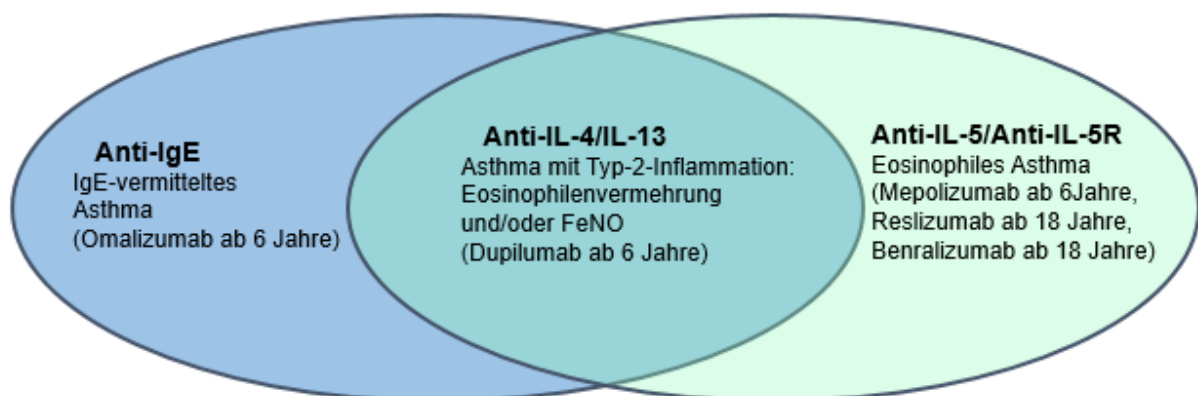 Anti-IgE
IgE-vermitteltes
Asthma
(Omalizumab ab 6 Jahre)
Anti-IL-4/IL-13
Asthma mit Typ-2-Inflammation:
Eosinophilenvermehrung
und/oder FeNO
(Dupilumab ab 6 Jahre)
Anti-IL-5/Anti-IL-5R
Eosinophiles Asthma
(Mepolizumab ab 6Jahre,
Reslizumab ab 18 Jahre,
Benralizumab ab 18 Jahre)